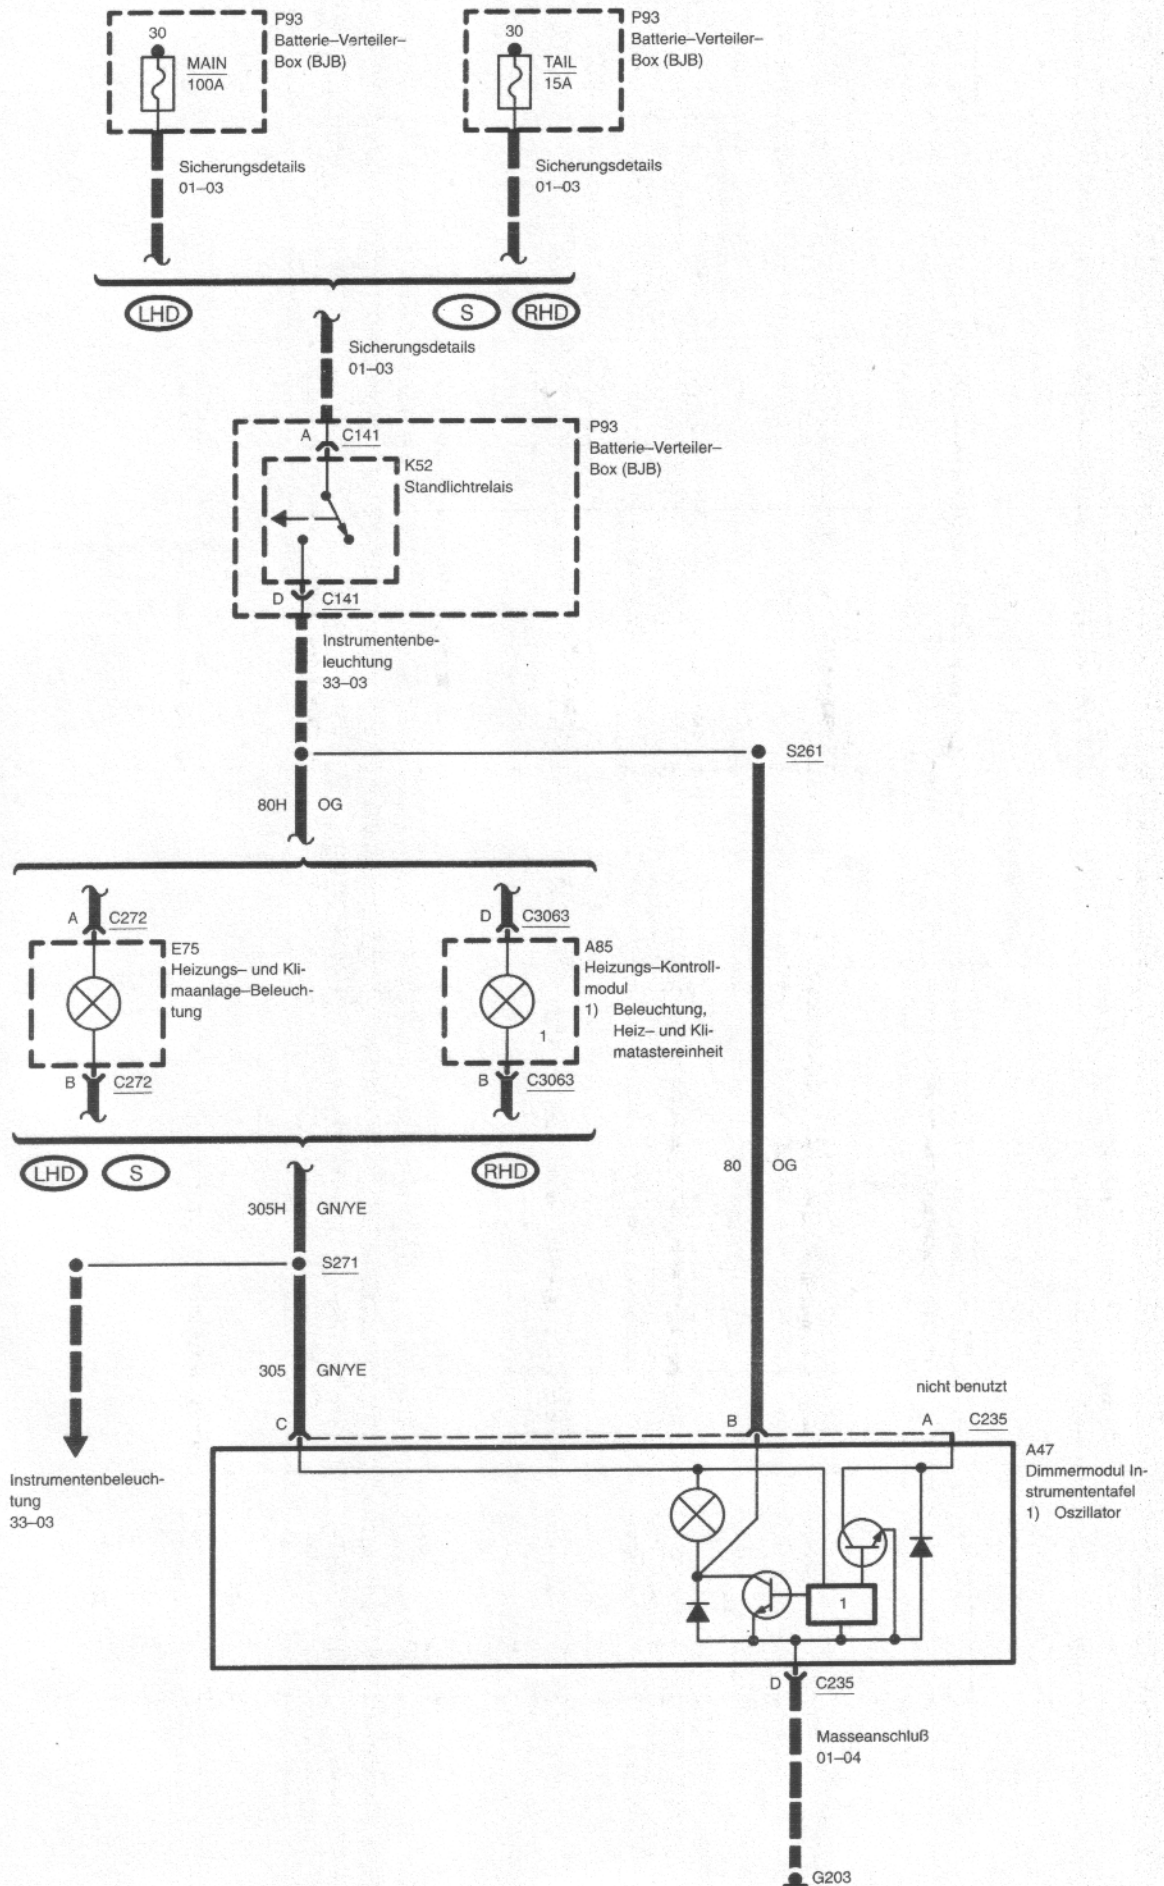 P93
Batterie–Verteiler–
Box (BJB)
30
MAIN
100A
P93
Batterie–Verteiler–
Box (BJB)
30
TAIL
15A
Sicherungsdetails
01–03
Sicherungsdetails
01–03
LHD
S
RHD
Sicherungsdetails
01–03
A
C141
P93
Batterie–Verteiler–
Box (BJB)
K52
Standlichtrelais
D
C141
Instrumentenbe-
leuchtung
33–03
S261
80H
OG
A
C272
D
C3063
E75
Heizungs– und Kli-
maanlage–Beleuch-
tung
A85
Heizungs–Kontroll-
modul
1) Beleuchtung,
Heiz– und Kli-
matastereinheit
1
B
C272
B
C3063
LHD
S
RHD
80
OG
305H
GN/YE
S271
305
GN/YE
nicht benutzt
C
B
A
C235
A47
Dimmermodul In-
strumententafel
1) Oszillator
Instrumentenbeleuch-
tung
33–03
1
D
C235
Masseanschluß
01–04
G203